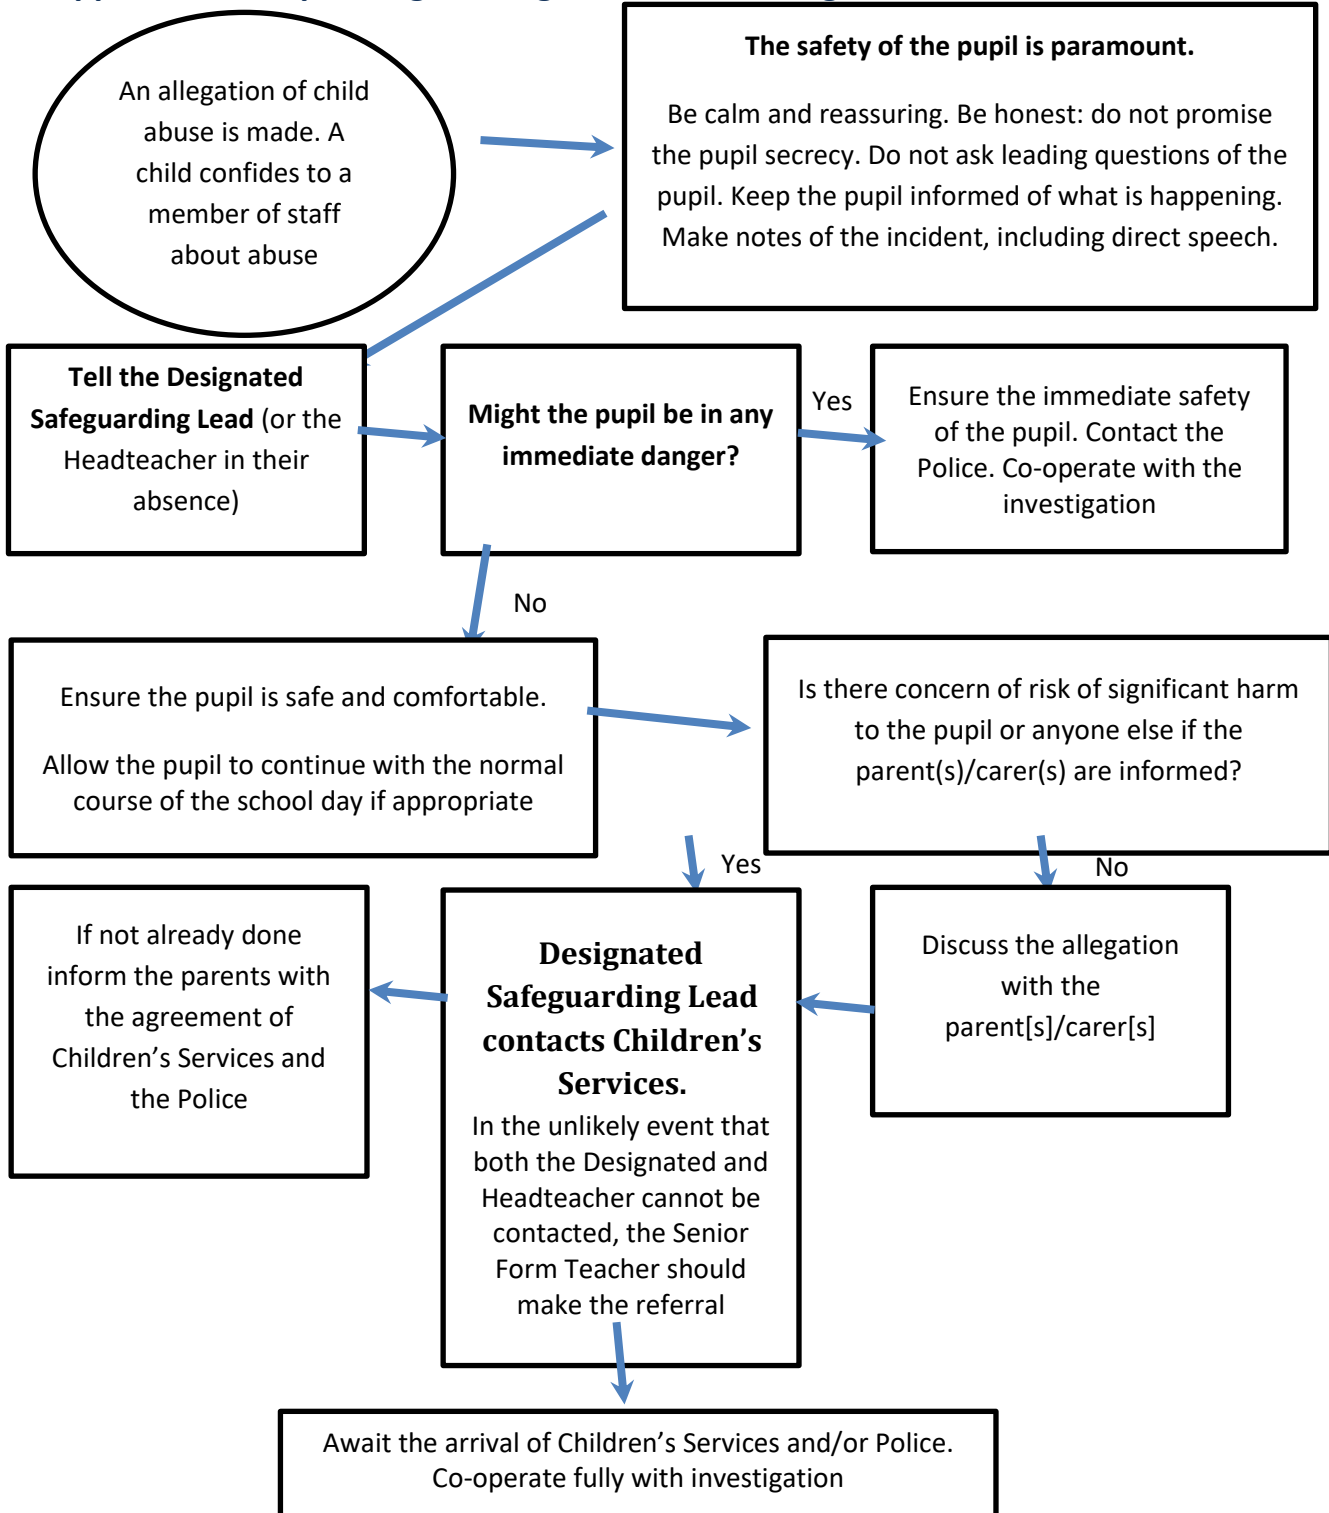 An allegation of child
abuse is made. A
child confides to a
member of staff
about abuse
The safety of the pupil is paramount.
Be calm and reassuring. Be honest: do not promise
the pupil secrecy. Do not ask leading questions of the
pupil. Keep the pupil informed of what is happening.
Make notes of the incident, including direct speech.
Tell the Designated
Safeguarding Lead (or the
Headteacher in their
absence)
Might the pupil be in any
immediate danger?
Yes
Ensure the immediate safety
of the pupil. Contact the
Police. Co-operate with the
investigation
No
Ensure the pupil is safe and comfortable.
Allow the pupil to continue with the normal
course of the school day if appropriate
Is there concern of risk of significant harm
to the pupil or anyone else if the
parent(s)/carer(s) are informed?
Yes
No
If not already done
inform the parents with
the agreement of
Children’s Services and
the Police
Designated
Safeguarding Lead
contacts Children’s
Services.
In the unlikely event that
both the Designated and
Headteacher cannot be
contacted, the Senior
Form Teacher should
make the referral
Discuss the allegation
with the
parent[s]/carer[s]
Await the arrival of Children’s Services and/or Police.
Co-operate fully with investigation